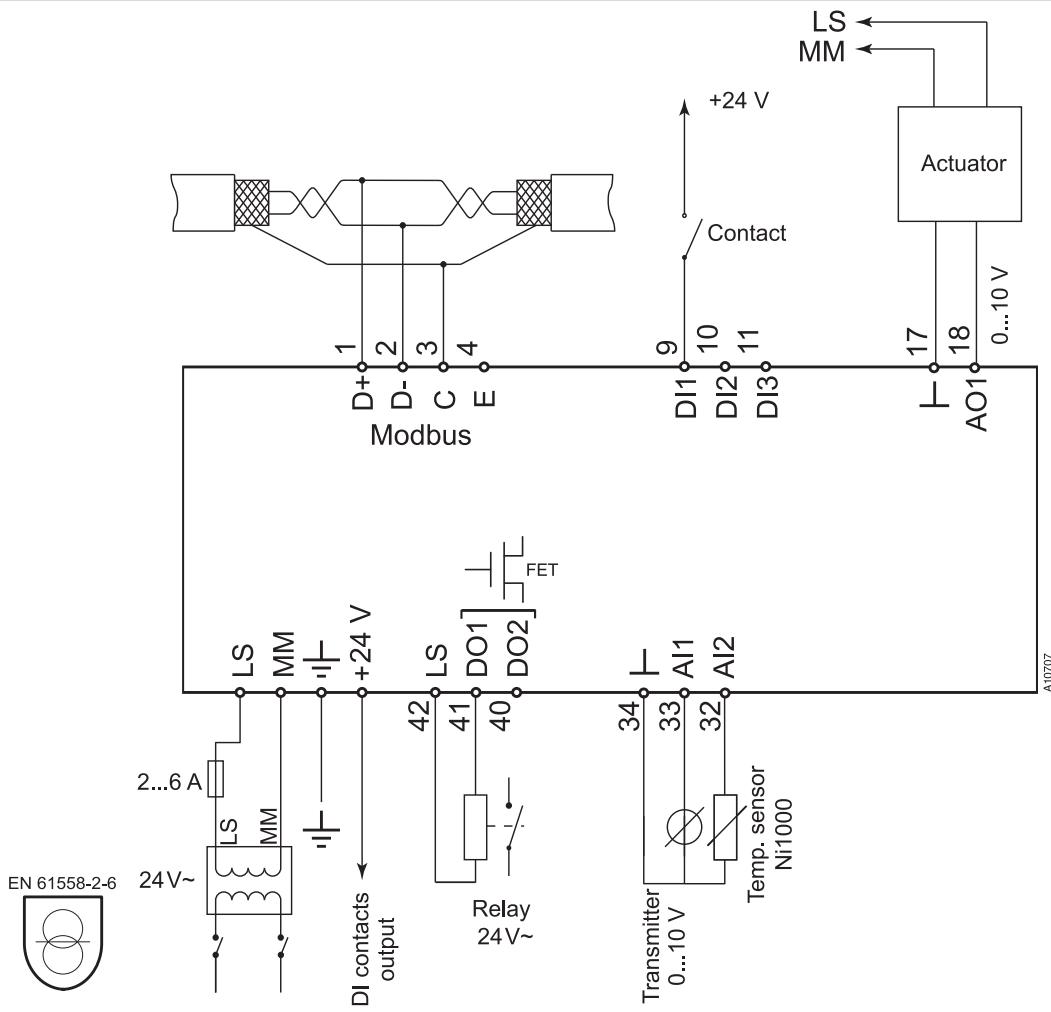 LS
MM
+24 V
Actuator
Contact
0...10 V
1
2
3
4
9
10
11
17
18
D+
D-
C
E
DI1
DI2
DI3
AO1
Modbus
FET
LS
MM
+24 V
LS
DO1
DO2
AI1
AI2
A10707
42
41
40
34
33
32
2...6 A
LS
MM
EN 61558-2-6
24V~
DI contacts
output
Relay
24V~
Transmitter
0...10 V
Temp. sensor
Ni1000